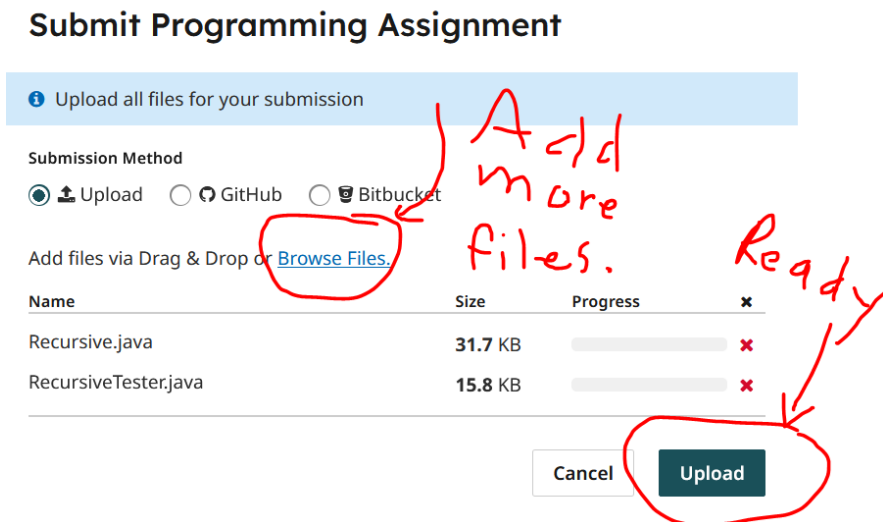 Submit Programming Assignment
Upload all files for your submission
Submission Method
Upload GitHub Bitbucket
Add files via Drag & Drop or Browse Files.
Add
more
files.
Ready
Name Size Progress ×
Recursive.java 31.7 KB ×
RecursiveTester.java 15.8 KB ×
Cancel Upload